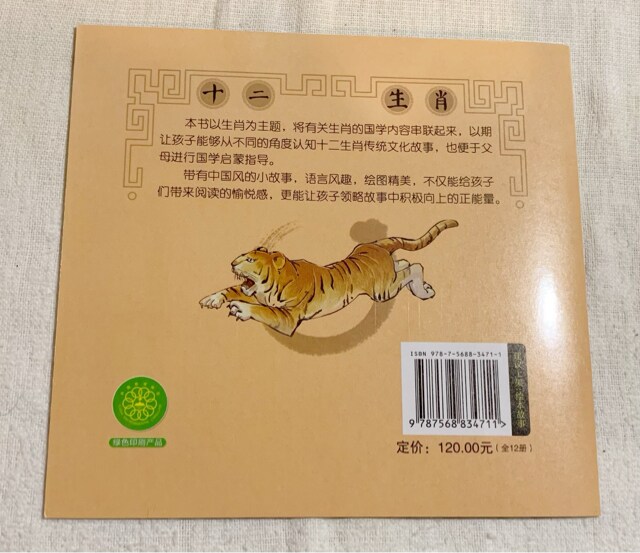 十二 生肖
本书以生肖为主题，将有关生肖的国学内容串联起来，以期
让孩子能够从不同的角度认知十二生肖传统文化故事，也便于父
母进行国学启蒙指导。
带有中国风的小故事，语言风趣，绘图精美，不仅能给孩子
们带来阅读的愉悦感，更能让孩子领略故事中积极向上的正能量。
ISBN 978-7-5688-3471-1
9 787568 834711>
绘本故事
绿色印刷产品
定价：120.00元（全12册）